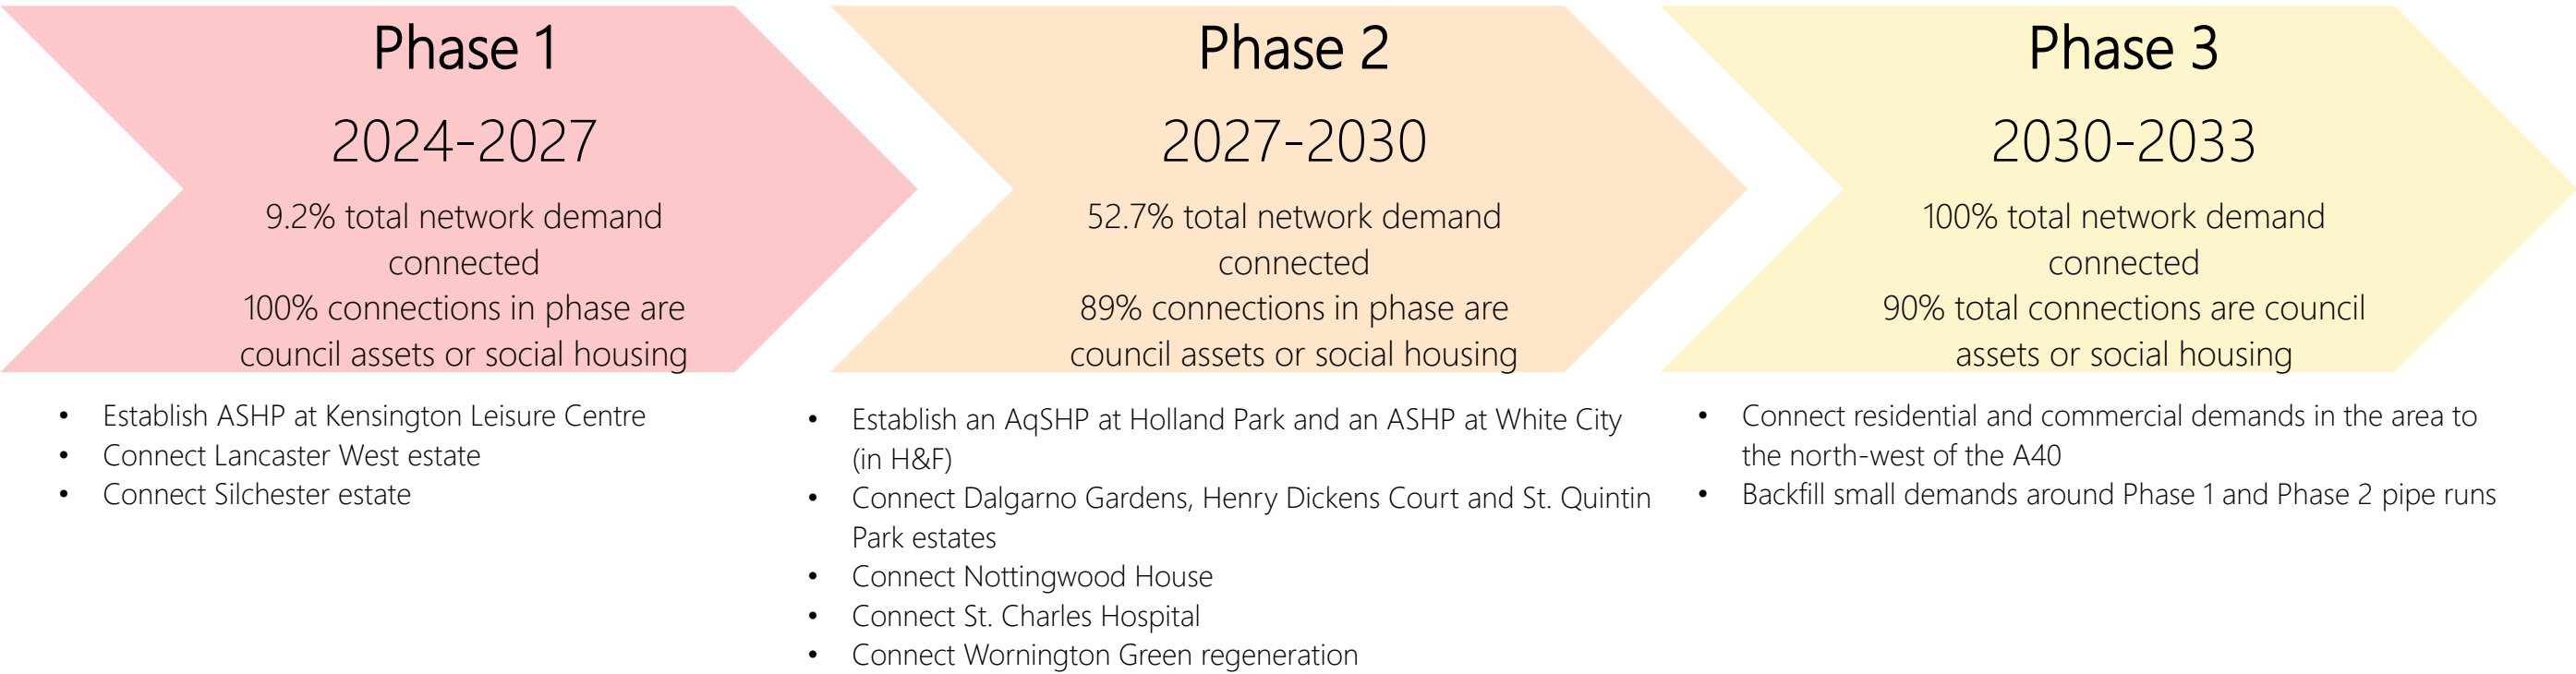 Phase 1
2024-2027
9.2% total network demand
connected
100% connections in phase are
council assets or social housing
• Establish ASHP at Kensington Leisure Centre
• Connect Lancaster West estate
• Connect Silchester estate
Phase 2
2027-2030
52.7% total network demand
connected
89% connections in phase are
council assets or social housing
• Establish an AqSHP at Holland Park and an ASHP at White City
(in H&F)
• Connect Dalgarno Gardens, Henry Dickens Court and St. Quintin
Park estates
• Connect Nottingwood House
• Connect St. Charles Hospital
• Connect Wornington Green regeneration
Phase 3
2030-2033
100% total network demand
connected
90% total connections are council
assets or social housing
• Connect residential and commercial demands in the area to
the north-west of the A40
• Backfill small demands around Phase 1 and Phase 2 pipe runs